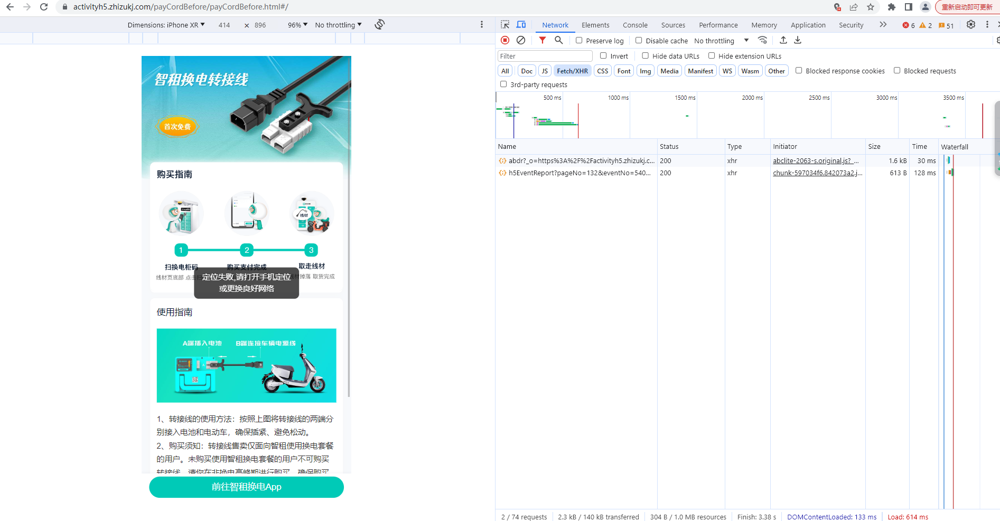 activityh5.zhizukj.com/payCordBefore/payCordBefore.html#/
重新启动即可更新
Dimensions: iPhone XR
414 × 896
96%
No throttling
Network
Elements
Console
Sources
Performance
Memory
Application
Security
6
2
51
Preserve log
Disable cache
No throttling
Filter
Invert
Hide data URLs
Hide extension URLs
All
Doc
JS
Fetch/XHR
CSS
Font
Img
Media
Manifest
WS
Wasm
Other
Blocked response cookies
Blocked requests
3rd-party requests
500 ms
1000 ms
1500 ms
2000 ms
2500 ms
3000 ms
3500 ms
Name Status Type Initiator Size Time Waterfall
abdr?_o=https%3A%2F%2Factivityh5.zhizukj.c... 200 xhr abclite-2063-s.original.js?_... 1.6 kB 30 ms
h5EventReport?pageNo=132&eventNo=540... 200 xhr chunk-597034f6.842073a2.j... 613 B 128 ms
2 / 74 requests
2.3 kB / 140 kB transferred
304 B / 1.0 MB resources
Finish: 3.38 s
DOMContentLoaded: 133 ms
Load: 614 ms
智租换电转接线
首次免费
购买指南
线材
1 2 3
扫换电柜码 购买支付完成 取走线材
线材页底部 点击扫
线材掉落 取货完成
定位失败,请打开手机定位
或更换良好网络
使用指南
A端插入电池 B端连接车辆电源线
A
B
1、转接线的使用方法：按照上图将转接线的两端分
别接入电池和电动车，确保插紧、避免松动。
2、购买须知：转接线售卖仅面向智租使用换电套餐
的用户。未购买使用智租换电套餐的用户不可购买
转接线。请您在非换电高峰期进行购买，确保购买
前往智租换电App